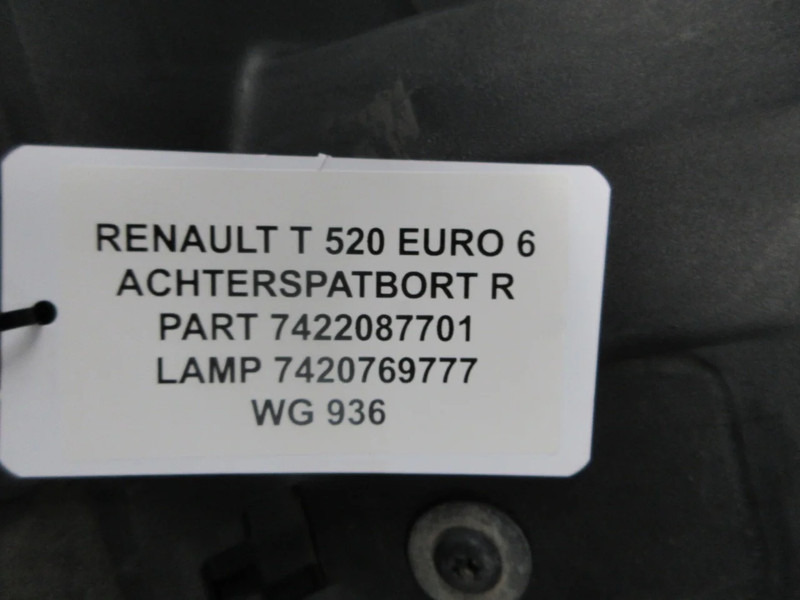 RENAULT T 520 EURO 6
ACHTERSPATBORT R
PART 7422087701
LAMP 7420769777
WG 936